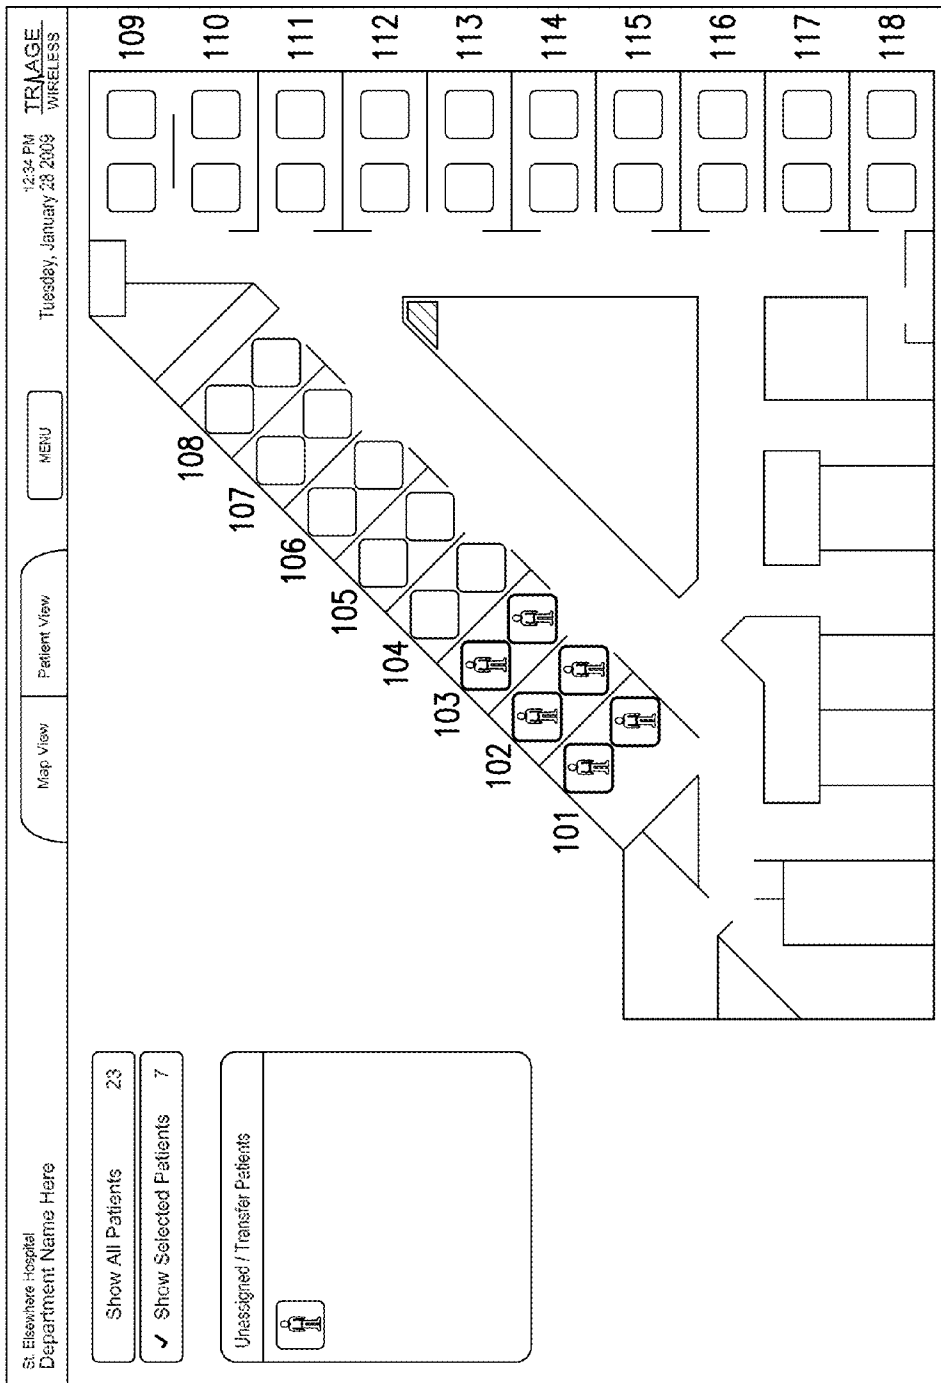 St. Elsewhere Hospital
Department Name Here
Map View
Patient View
MENU
12:34 PM
Tuesday, January 28 2009
TRIAGE
WIRELESS
Show All Patients 23
✓ Show Selected Patients 7
Unassigned / Transfer Patients
101
102
103
104
105
106
107
108
109
110
111
112
113
114
115
116
117
118